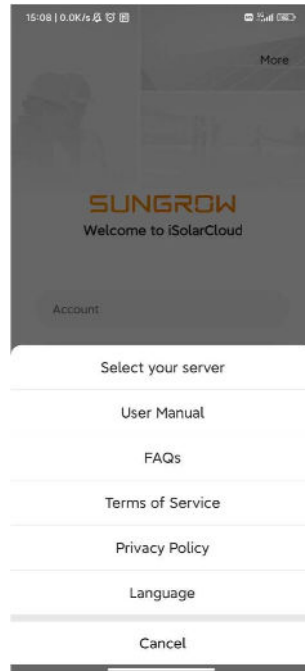 15:08 | 0.0K/s
More
SUNGROW
Welcome to iSolarCloud
Account
Select your server
User Manual
FAQs
Terms of Service
Privacy Policy
Language
Cancel